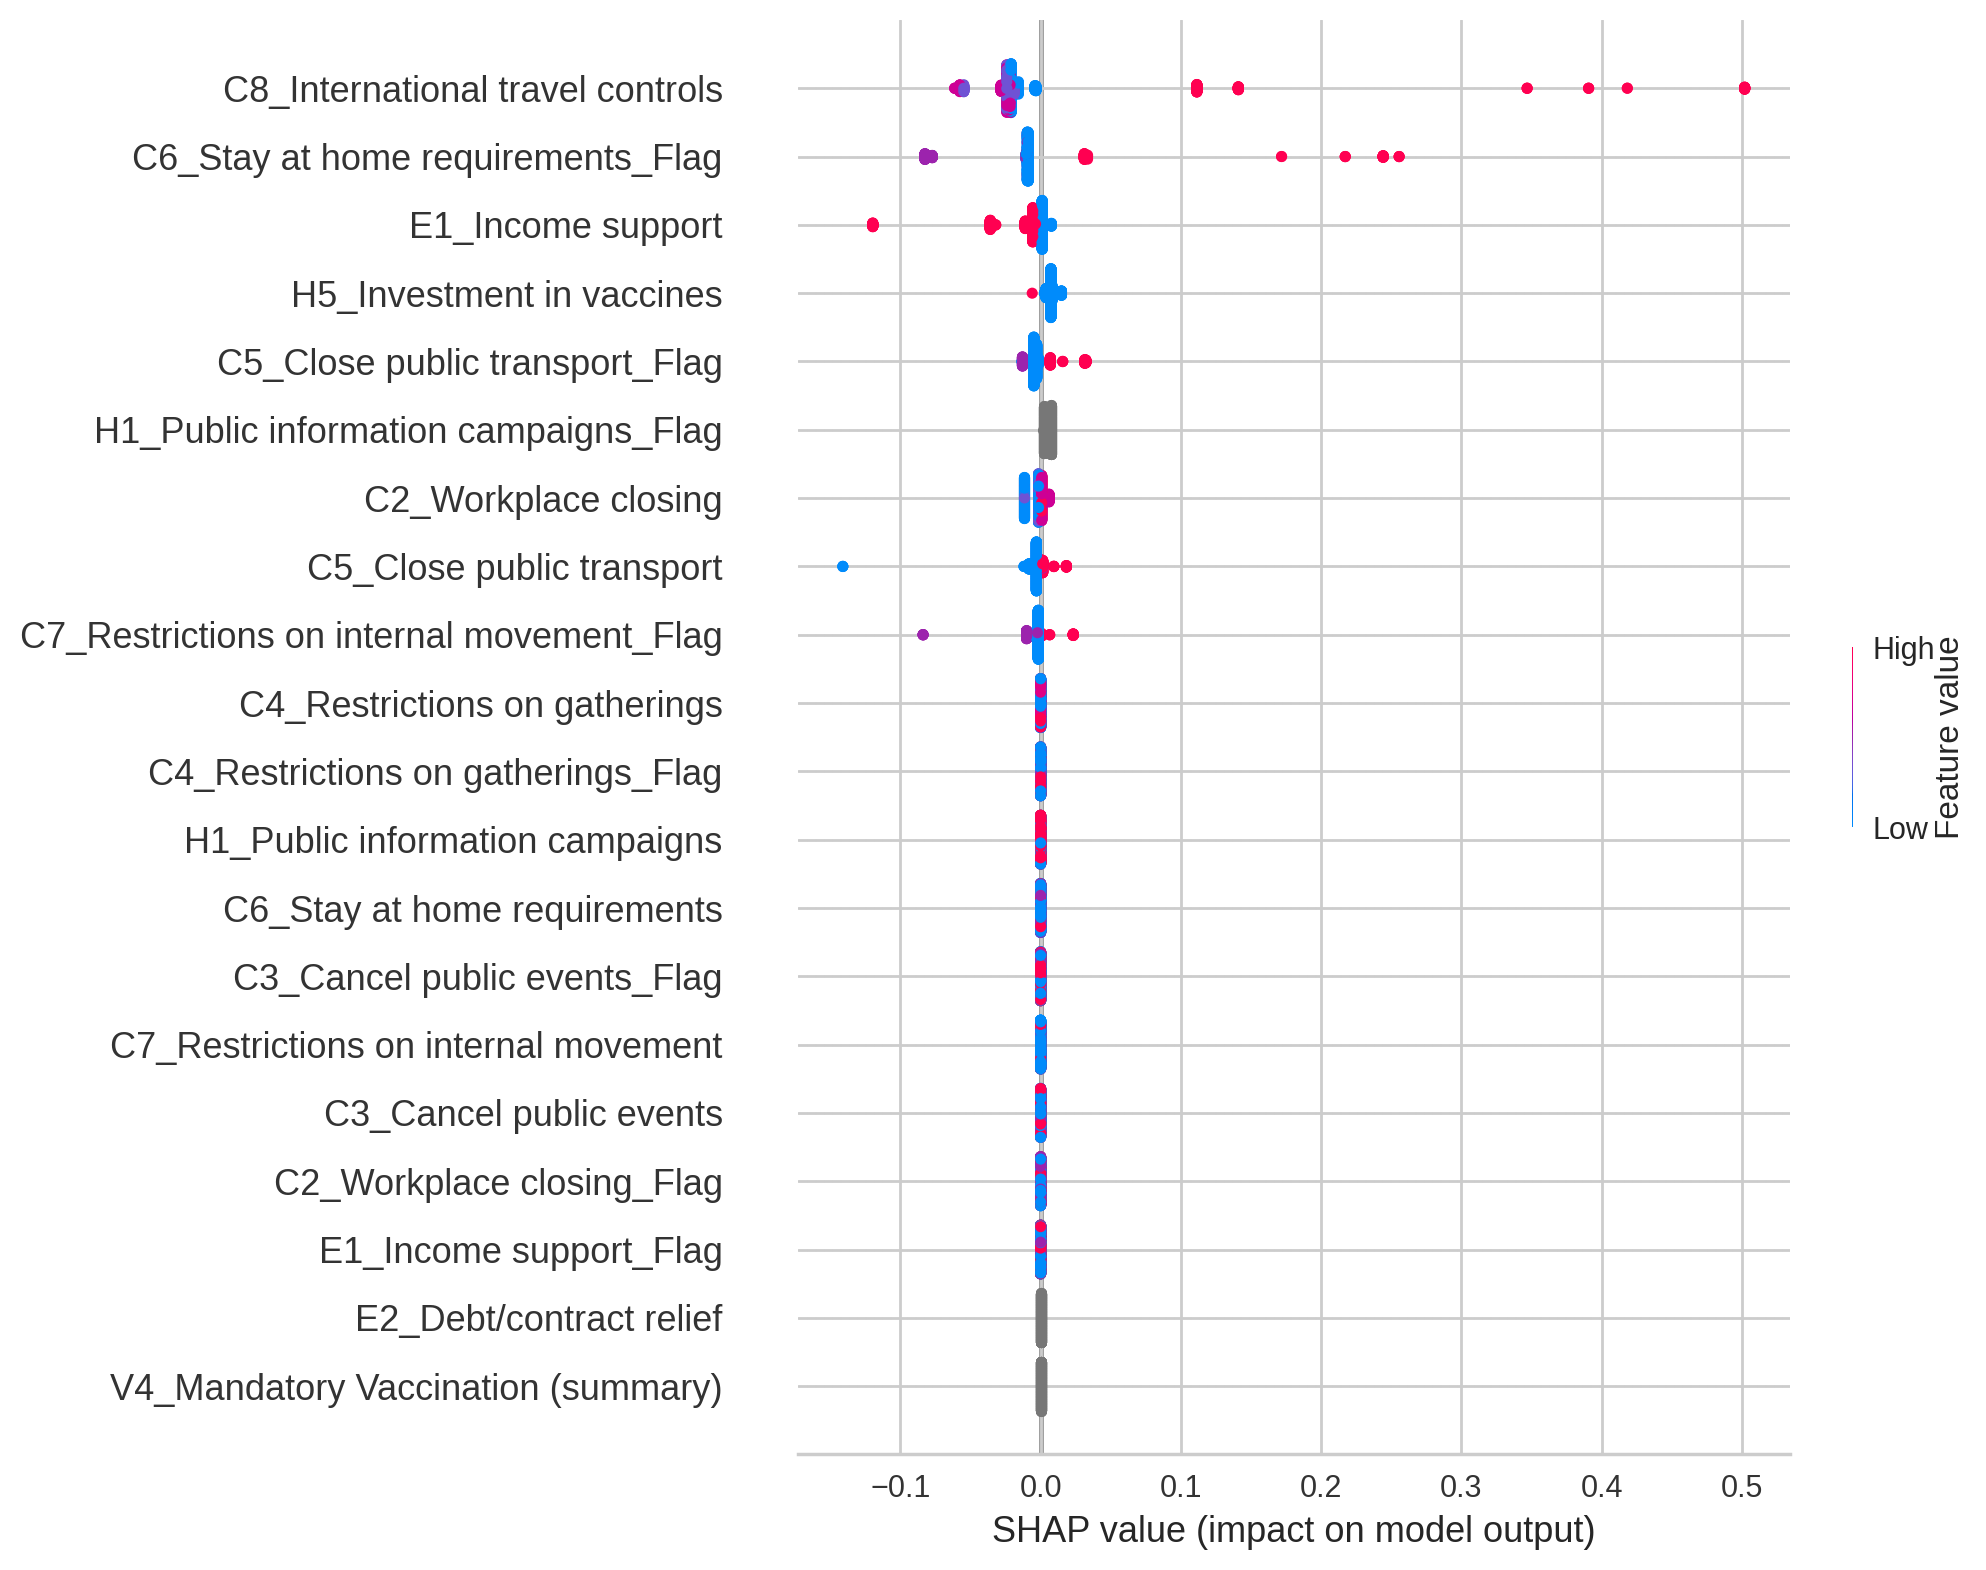 C8_International travel controls
C6_Stay at home requirements_Flag
E1_Income support
H5_Investment in vaccines
C5_Close public transport_Flag
H1_Public information campaigns_Flag
C2_Workplace closing
C5_Close public transport
C7_Restrictions on internal movement_Flag
C4_Restrictions on gatherings
C4_Restrictions on gatherings_Flag
H1_Public information campaigns
C6_Stay at home requirements
C3_Cancel public events_Flag
C7_Restrictions on internal movement
C3_Cancel public events
C2_Workplace closing_Flag
E1_Income support_Flag
E2_Debt/contract relief
V4_Mandatory Vaccination (summary)
−0.1 0.0 0.1 0.2 0.3 0.4 0.5
SHAP value (impact on model output)
High
Low
Feature value